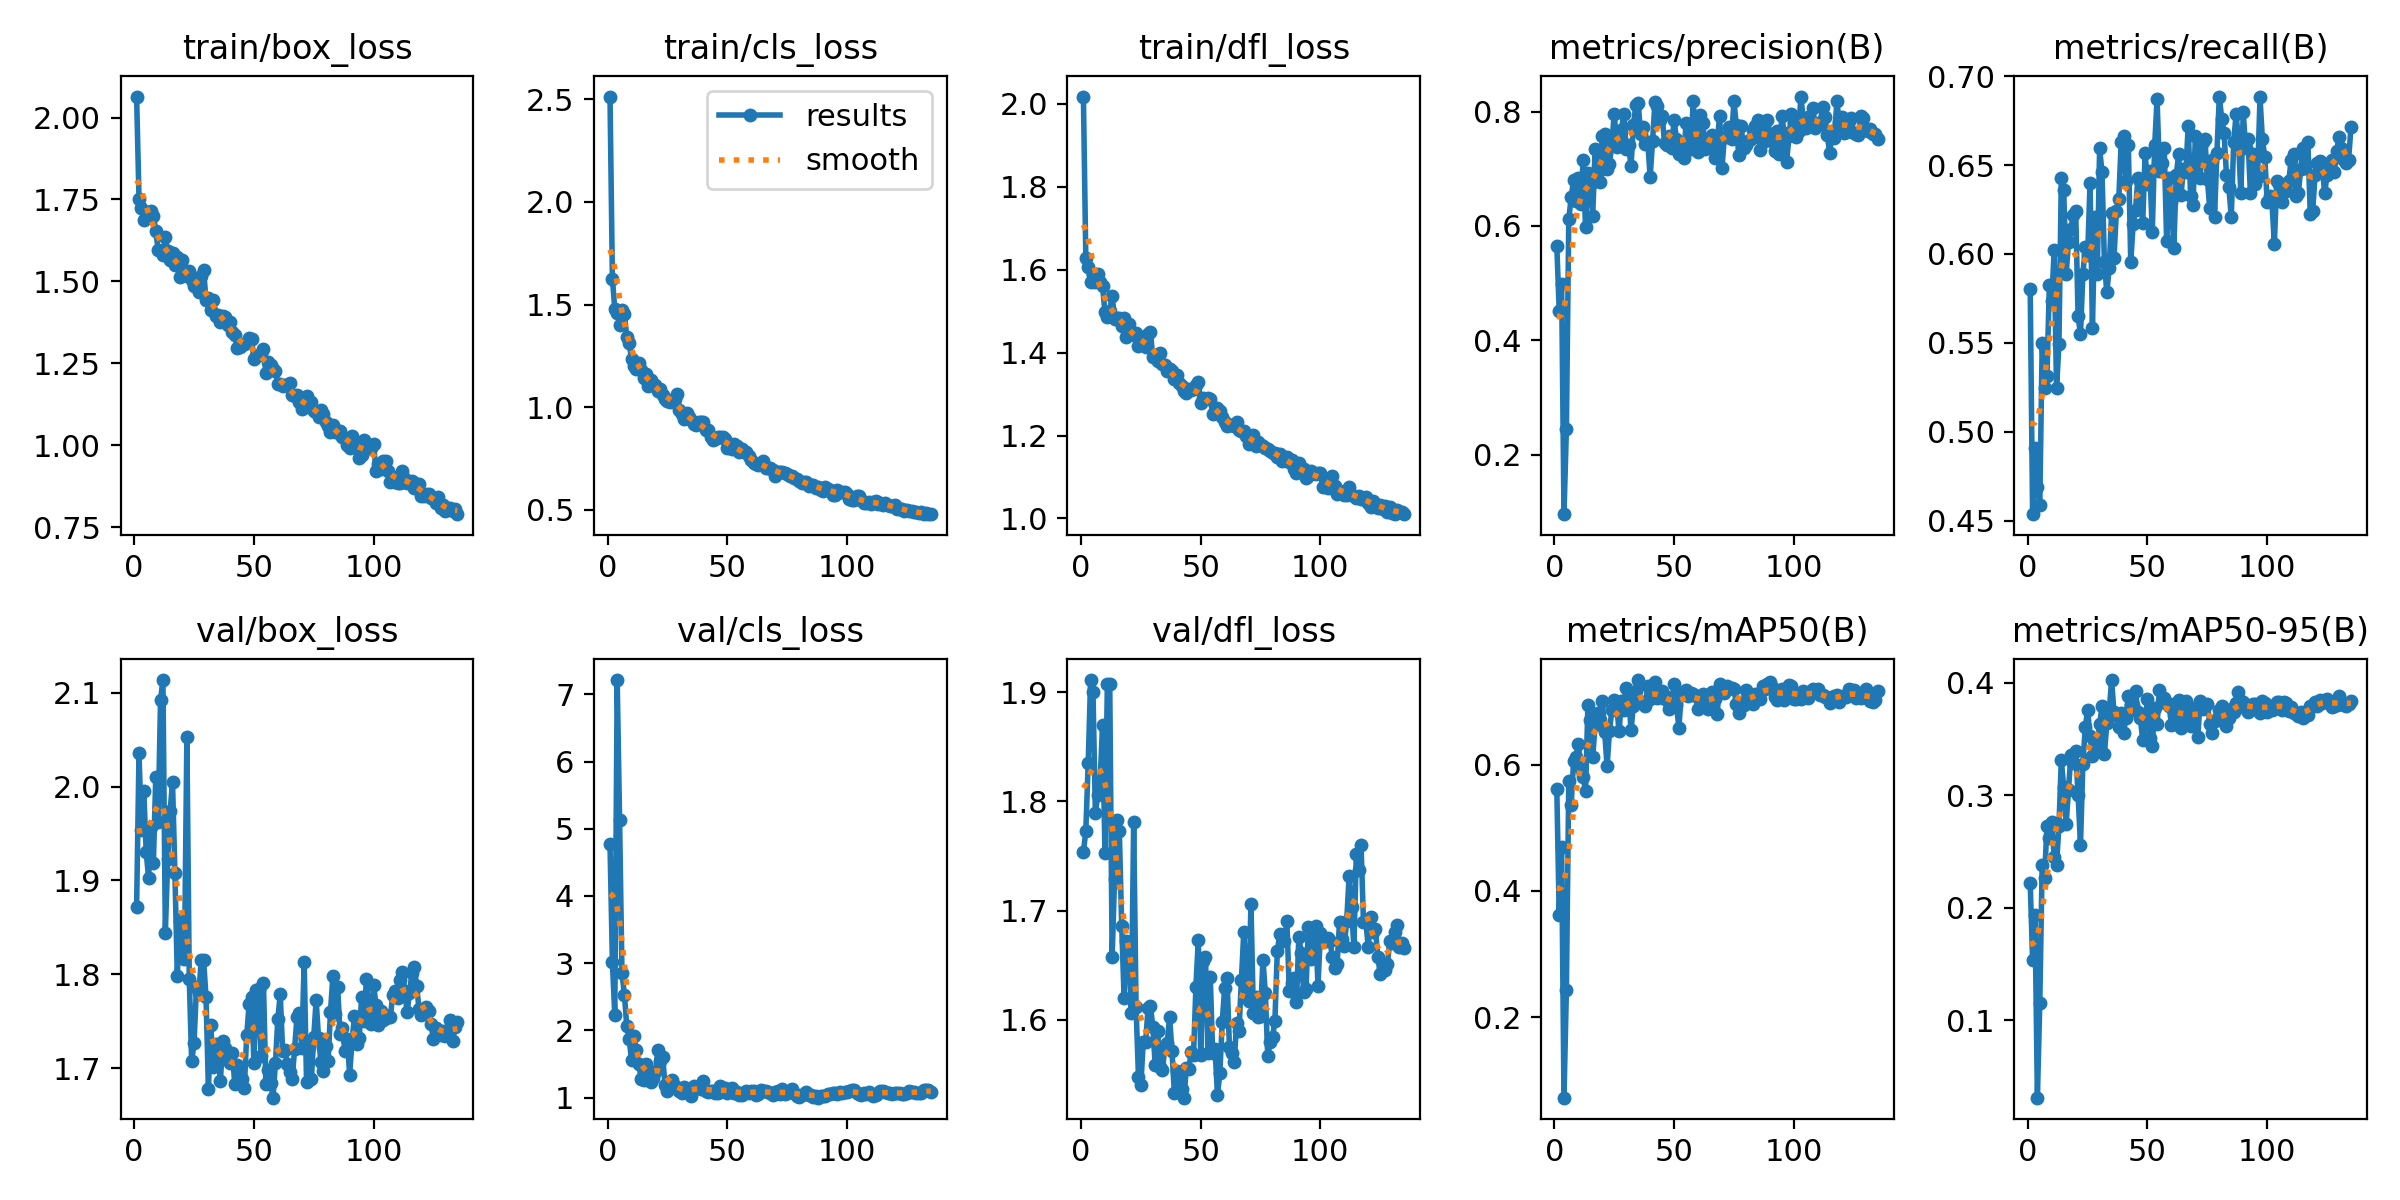 train/box_loss
train/cls_loss
train/dfl_loss
metrics/precision(B)
metrics/recall(B)
2.00
1.75
1.50
1.25
1.00
0.75
0 50 100
2.5
2.0
1.5
1.0
0.5
0 50 100
results
smooth
2.0
1.8
1.6
1.4
1.2
1.0
0 50 100
0.8
0.6
0.4
0.2
0 50 100
0.70
0.65
0.60
0.55
0.50
0.45
0 50 100
val/box_loss
val/cls_loss
val/dfl_loss
metrics/mAP50(B)
metrics/mAP50-95(B)
2.1
2.0
1.9
1.8
1.7
0 50 100
7
6
5
4
3
2
1
0 50 100
1.9
1.8
1.7
1.6
0 50 100
0.6
0.4
0.2
0 50 100
0.4
0.3
0.2
0.1
0 50 100